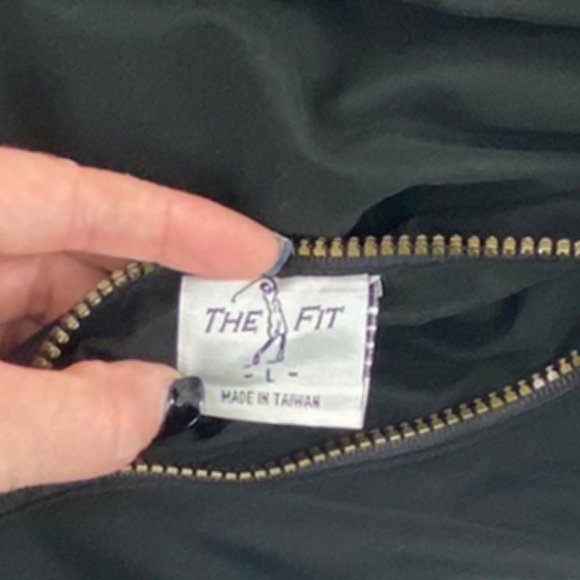 THE FIT
- L -
MADE IN TAIWAN